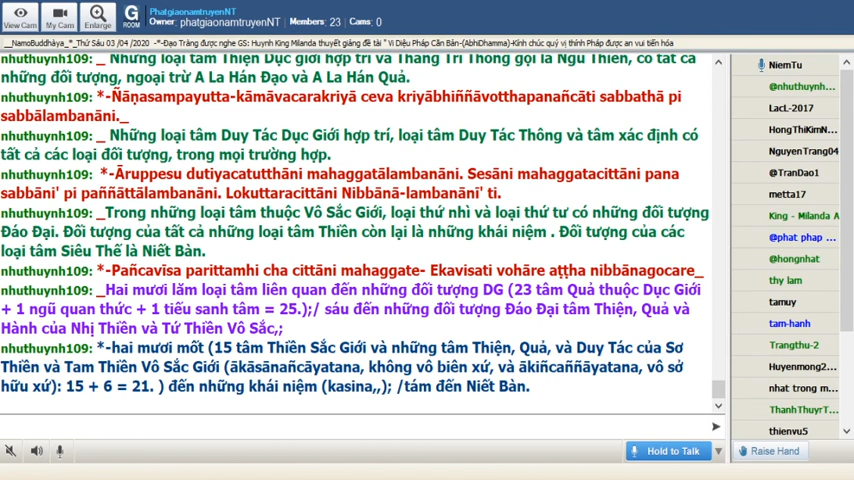 PhatgiaonamtruyenNT
Owner: phatgiaonamtruyenNT | Members: 23 | Cams: 0
View Cam
My Cam
Enlarge
ROOM
__NamoBuddhàya_*_Thứ Sáu 03 /04 /2020 -*-Đạo Tràng được nghe GS: Huynh King Milanda thuyết giảng đề tài " Vi Diệu Pháp Căn Bản-(AbhiDhamma)-Kính chúc quý vị thính Pháp được an vui tiến hóa
nhuthuynh109: _ Những loại tâm Thiện Dục giới hợp trí và Thắng Trí Thông gọi là Ngũ Thiền, có tất cả
những đối tượng, ngoại trừ A La Hán Đạo và A La Hán Quả.
nhuthuynh109: *-Ñāṇasampayutta-kāmāvacarakriyā ceva kriyābhiññāvotthapanañcāti sabbathā pi
sabbālambanāni._
nhuthuynh109: _ Những loại tâm Duy Tác Dục Giới hợp trí, loại tâm Duy Tác Thông và tâm xác định có
tất cả các loại đối tượng, trong mọi trường hợp.
nhuthuynh109: *-Āruppesu dutiyacatutthāni mahaggatālambanāni. Sesāni mahaggatacittāni pana
sabbāni' pi paññāttālambanāni. Lokuttaracittāni Nibbānā-lambanānī' ti.
nhuthuynh109: _Trong những loại tâm thuộc Vô Sắc Giới, loại thứ nhì và loại thứ tư có những đối tượng
Đáo Đại. Đối tượng của tất cả những loại tâm Thiền còn lại là những khái niệm . Đối tượng của các
loại tâm Siêu Thế là Niết Bàn.
nhuthuynh109: *-Pañcavīsa parittamhi cha cittāni mahaggate- Ekavisati vohāre aṭṭha nibbānagocare_
nhuthuynh109: _Hai mươi lăm loại tâm liên quan đến những đối tượng DG (23 tâm Quả thuộc Dục Giới
+ 1 ngũ quan thức + 1 tiếu sanh tâm = 25.);/ sáu đến những đối tượng Đáo Đại tâm Thiện, Quả và
Hành của Nhị Thiền và Tứ Thiền Vô Sắc,;
nhuthuynh109: *-hai mươi mốt (15 tâm Thiền Sắc Giới và những tâm Thiện, Quả, và Duy Tác của Sơ
Thiền và Tam Thiền Vô Sắc Giới (ākāsānañcāyatana, không vô biên xứ, và ākiñcaññāyatana, vô sở
hữu xứ): 15 + 6 = 21. ) đến những khái niệm (kasina,,); /tám đến Niết Bàn.
NiemTu
@nhuthuynh...
LacL-2017
HongThiKimN...
NguyenTrang04
@TranDao1
metta17
King - Milanda A
@phat phap ...
@hongnhat
thy lam
tamuy
tam-hanh
Trangthu-2
Huyenmong2...
nhat trong m...
ThanhThuyrT...
thienvu5
Hold to Talk
Raise Hand